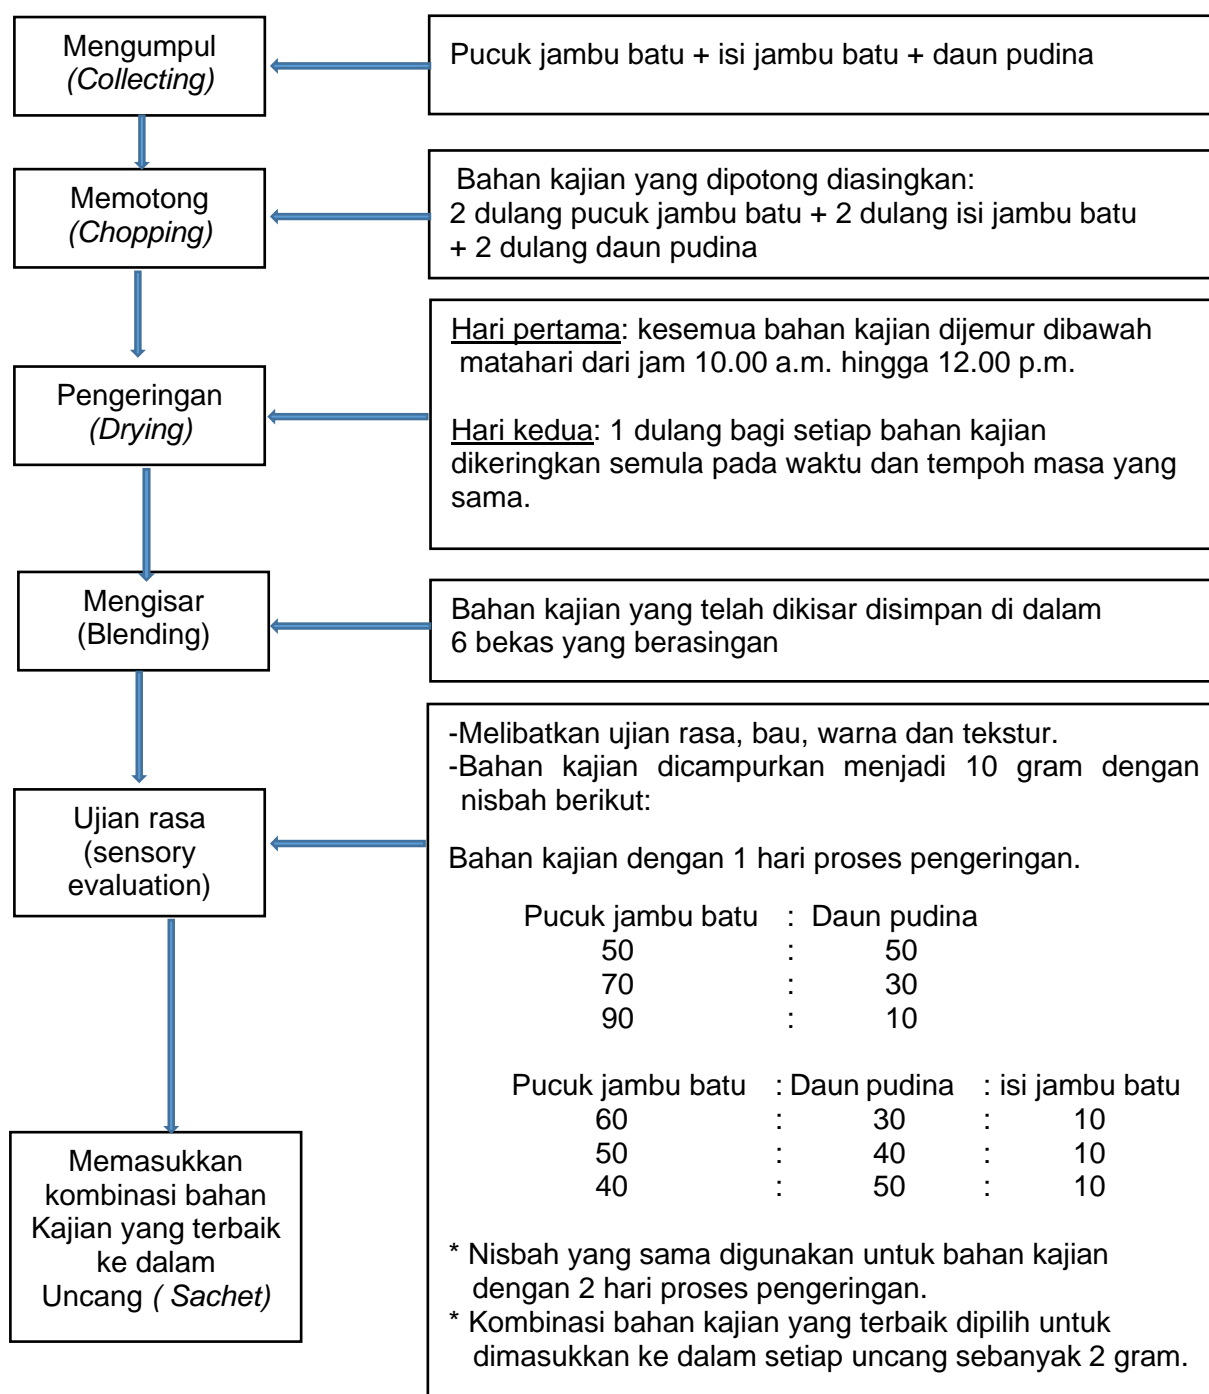 Mengumpul
(Collecting)
Pucuk jambu batu + isi jambu batu + daun pudina
Memotong
(Chopping)
Bahan kajian yang dipotong diasingkan:
2 dulang pucuk jambu batu + 2 dulang isi jambu batu
+ 2 dulang daun pudina
Pengeringan
(Drying)
Hari pertama: kesemua bahan kajian dijemur dibawah
matahari dari jam 10.00 a.m. hingga 12.00 p.m.
Hari kedua: 1 dulang bagi setiap bahan kajian
dikeringkan semula pada waktu dan tempoh masa yang
sama.
Mengisar
(Blending)
Bahan kajian yang telah dikisar disimpan di dalam
6 bekas yang berasingan
Ujian rasa
(sensory
evaluation)
-Melibatkan ujian rasa, bau, warna dan tekstur.
-Bahan kajian dicampurkan menjadi 10 gram dengan
nisbah berikut:
Bahan kajian dengan 1 hari proses pengeringan.
Pucuk jambu batu : Daun pudina
50 : 50
70 : 30
90 : 10
Pucuk jambu batu : Daun pudina : isi jambu batu
60 : 30 : 10
50 : 40 : 10
40 : 50 : 10
* Nisbah yang sama digunakan untuk bahan kajian
dengan 2 hari proses pengeringan.
* Kombinasi bahan kajian yang terbaik dipilih untuk
dimasukkan ke dalam setiap uncang sebanyak 2 gram.
Memasukkan
kombinasi bahan
Kajian yang terbaik
ke dalam
Uncang ( Sachet)